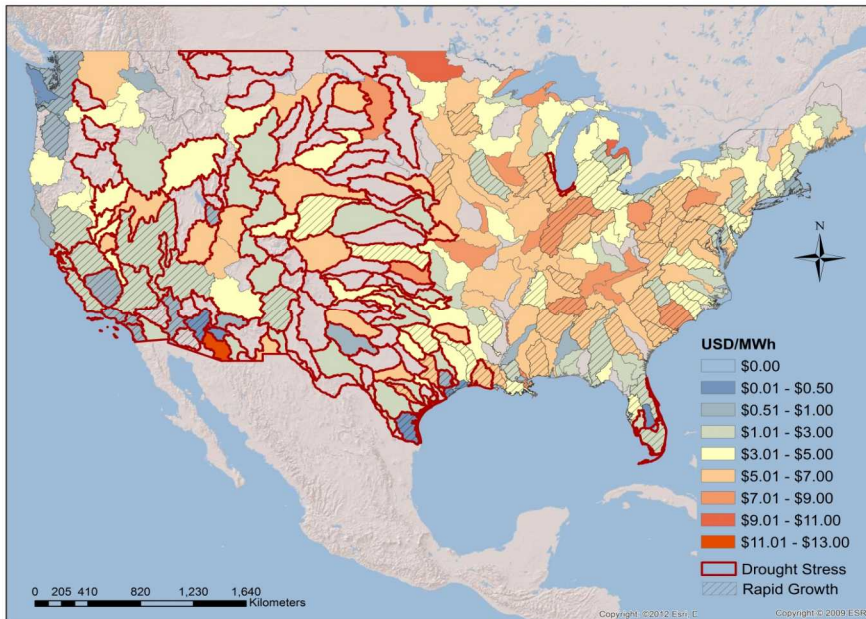 N
USD/MWh
$0.00
$0.01 - $0.50
$0.51 - $1.00
$1.01 - $3.00
$3.01 - $5.00
$5.01 - $7.00
$7.01 - $9.00
$9.01 - $11.00
$11.01 - $13.00
Drought Stress
Rapid Growth
0 205 410 820 1,230 1,640
Kilometers
Copyright: ©2012 Esri, E
Copyright © 2009 ESR